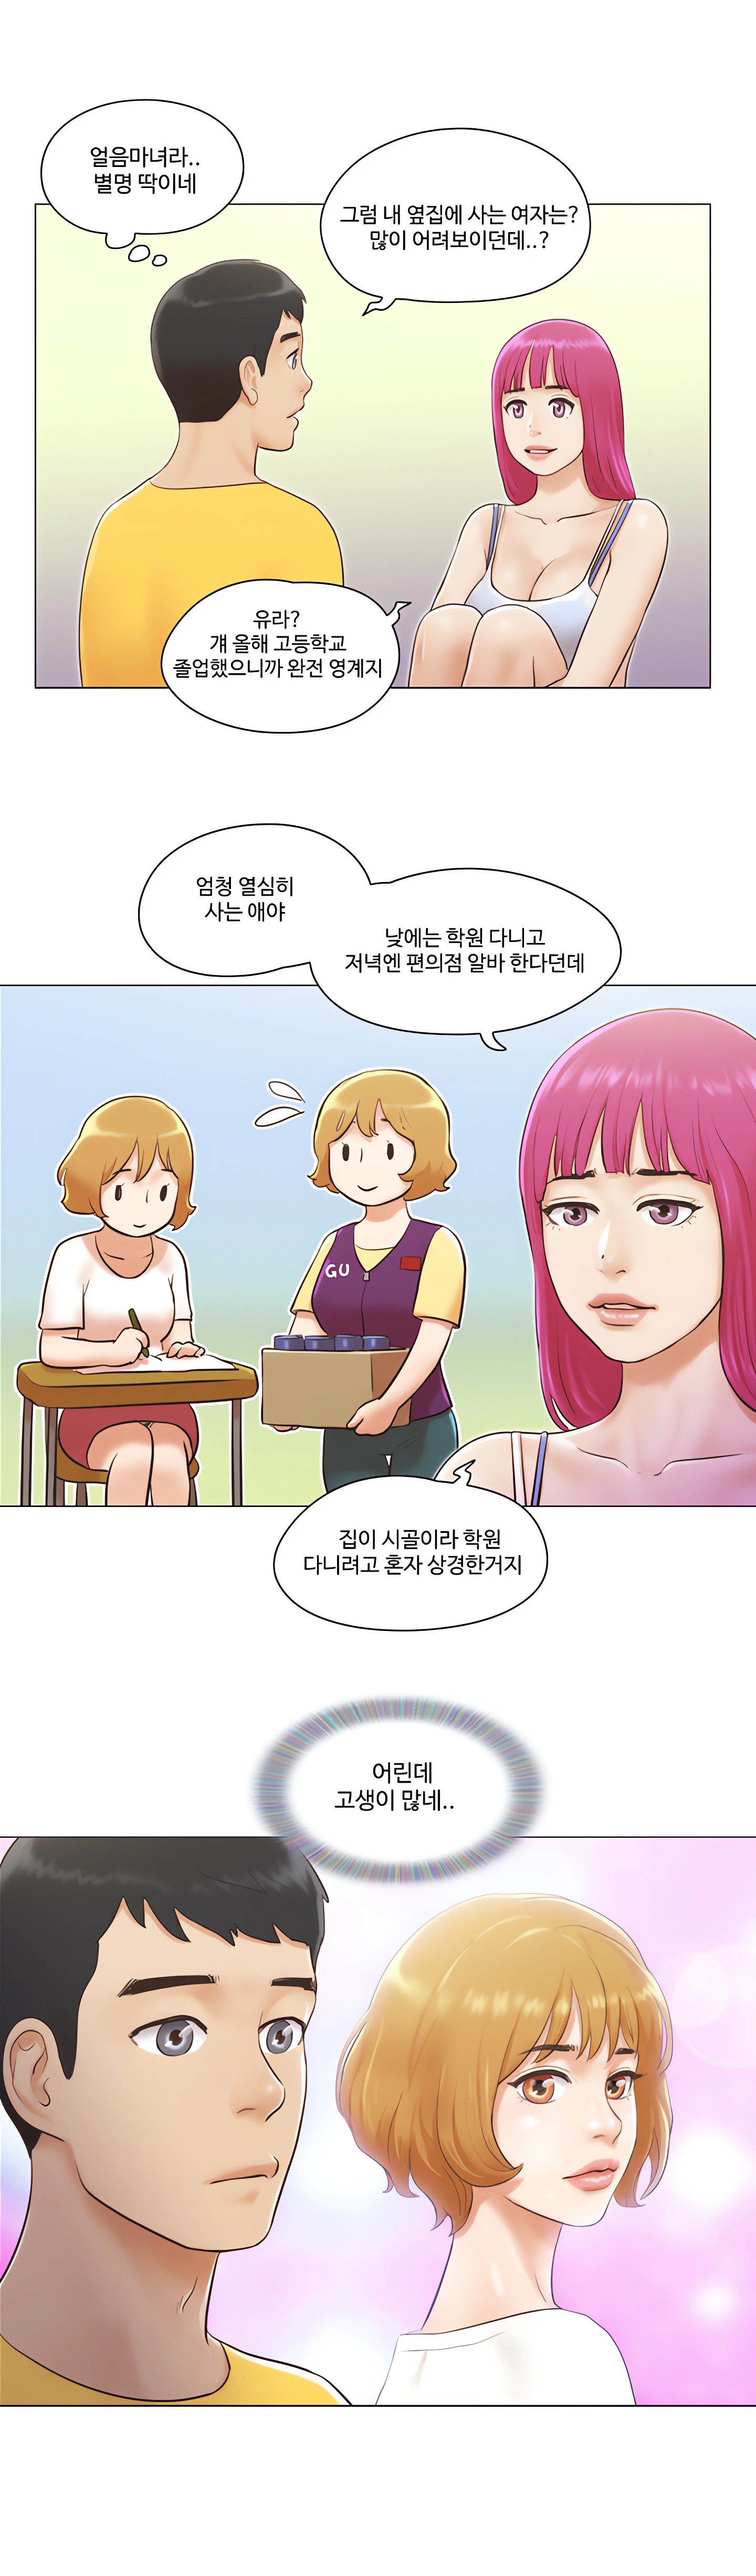 얼음마녀라..
별명 딱이네
그럼 내 옆집에 사는 여자는?
많이 어려보이던데..?
유라?
걔 올해 고등학교
졸업했으니까 완전 영계지
엄청 열심히
사는 애야
낮에는 학원 다니고
저녁엔 편의점 알바 한다던데
GU
집이 시골이라 학원
다니려고 혼자 상경한거지
어린데
고생이 많네..